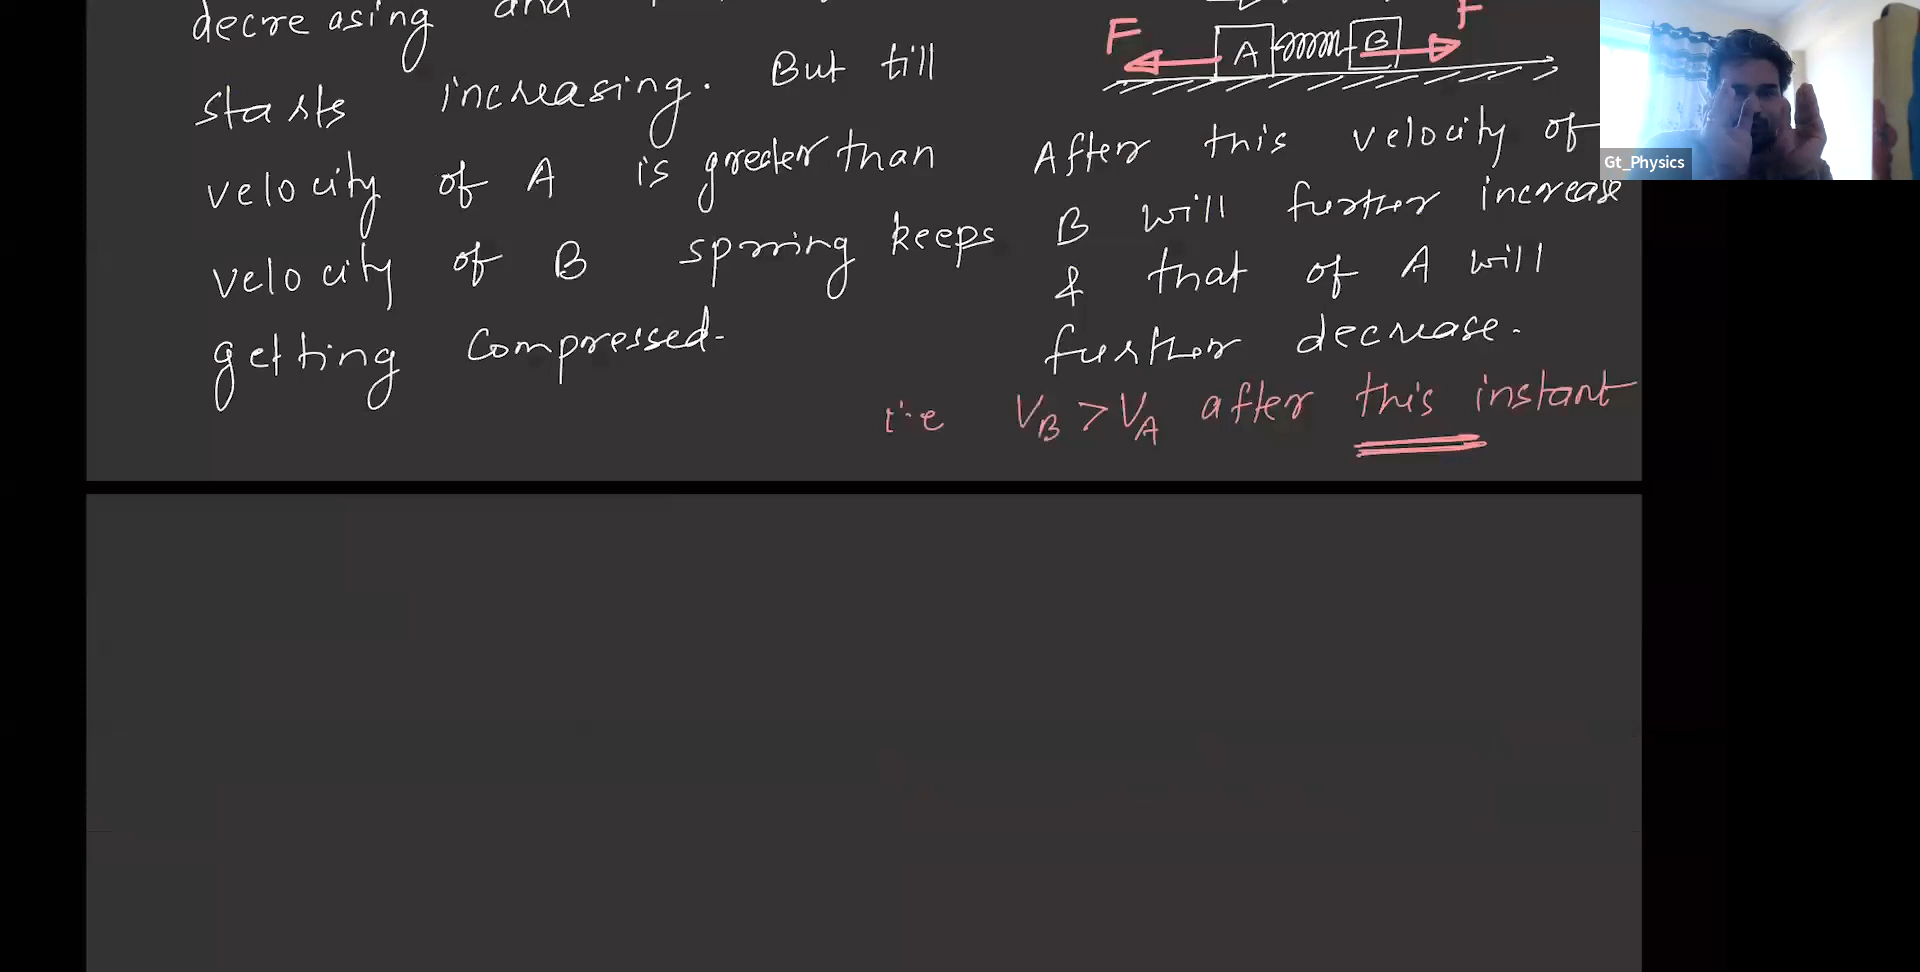 decreasing and
starts increasing. But till
velocity of A is greater than
velocity of B spring keeps
getting compressed.
F F
A B
After this velocity of
B will further increase
& that of A will
further decrease.
i.e VB > VA after this instant
Gt_Physics